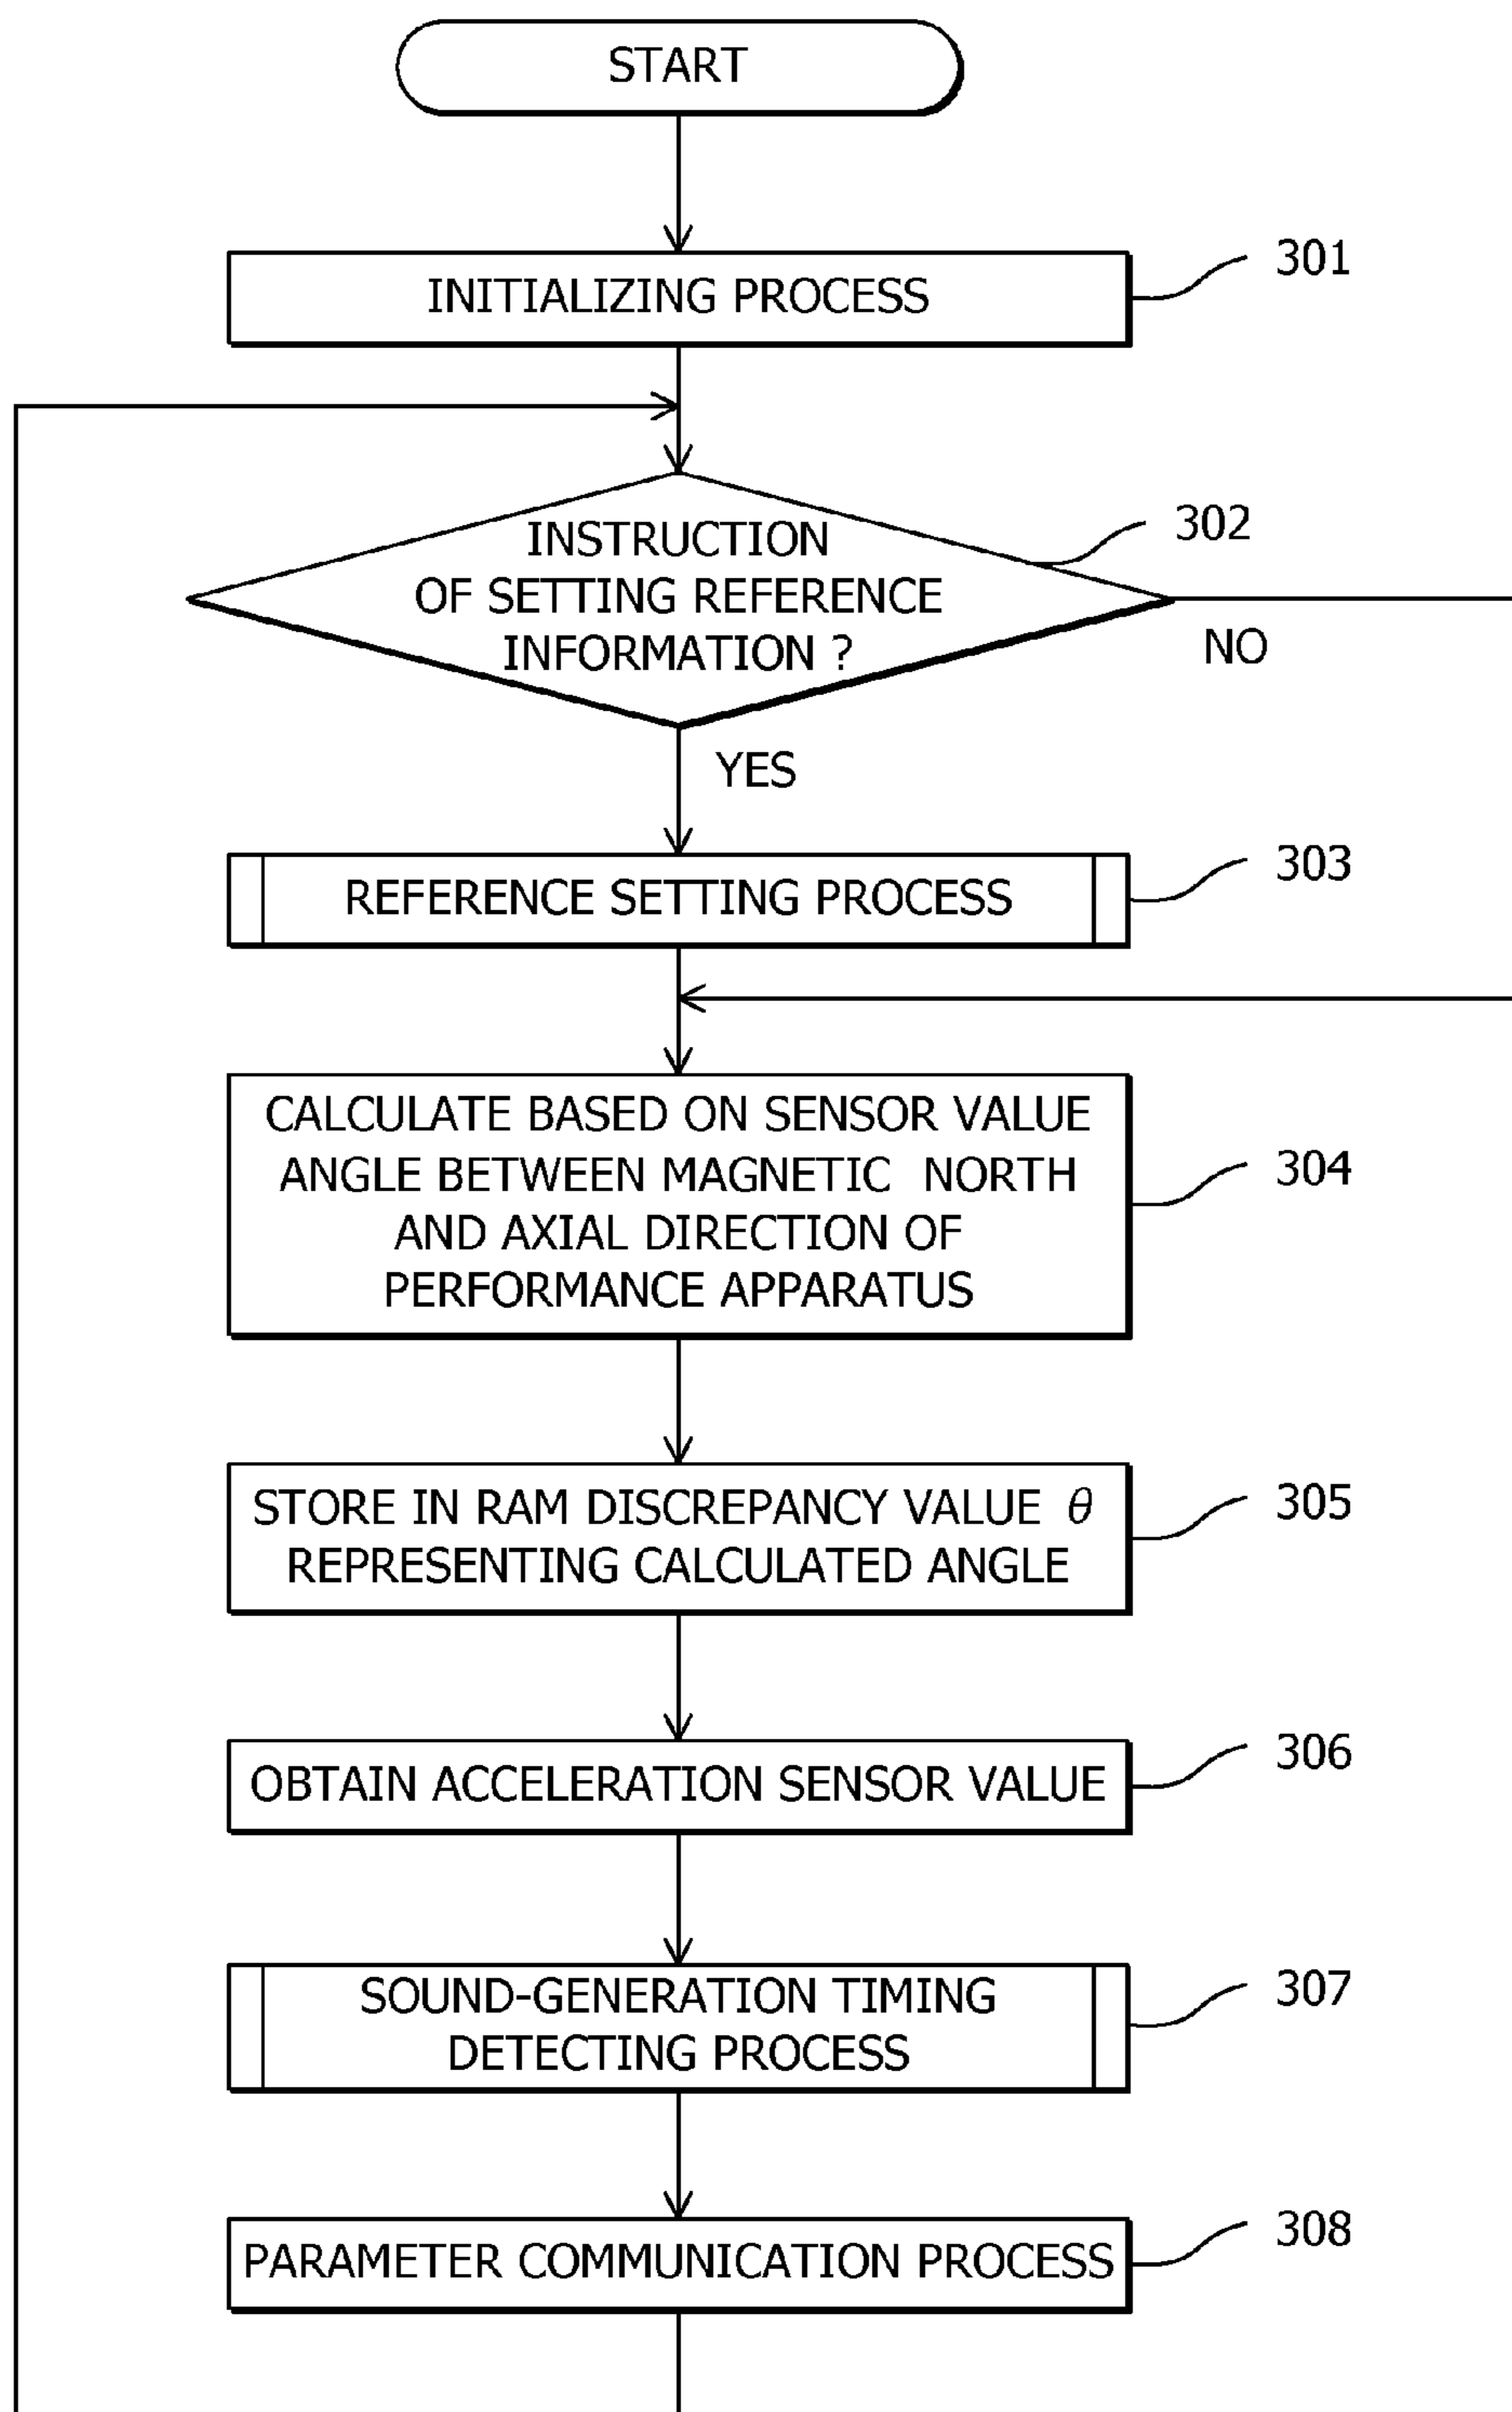 START
INITIALIZING PROCESS
301
INSTRUCTION
OF SETTING REFERENCE
INFORMATION ?
302
NO
YES
REFERENCE SETTING PROCESS
303
CALCULATE BASED ON SENSOR VALUE
ANGLE BETWEEN MAGNETIC NORTH
AND AXIAL DIRECTION OF
PERFORMANCE APPARATUS
304
STORE IN RAM DISCREPANCY VALUE θ
REPRESENTING CALCULATED ANGLE
305
OBTAIN ACCELERATION SENSOR VALUE
306
SOUND-GENERATION TIMING
DETECTING PROCESS
307
PARAMETER COMMUNICATION PROCESS
308